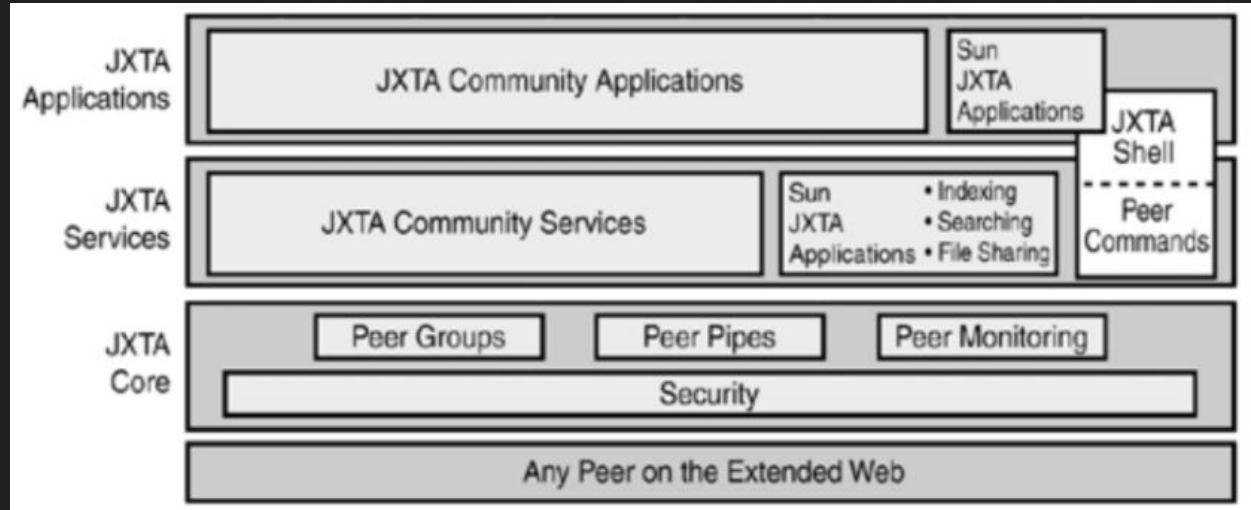 JXTA
Applications
JXTA Community Applications
Sun
JXTA
Applications
JXTA
Shell
Peer
Commands
JXTA
Services
JXTA Community Services
Sun
JXTA
Applications
• Indexing
• Searching
• File Sharing
JXTA
Core
Peer Groups
Peer Pipes
Peer Monitoring
Security
Any Peer on the Extended Web